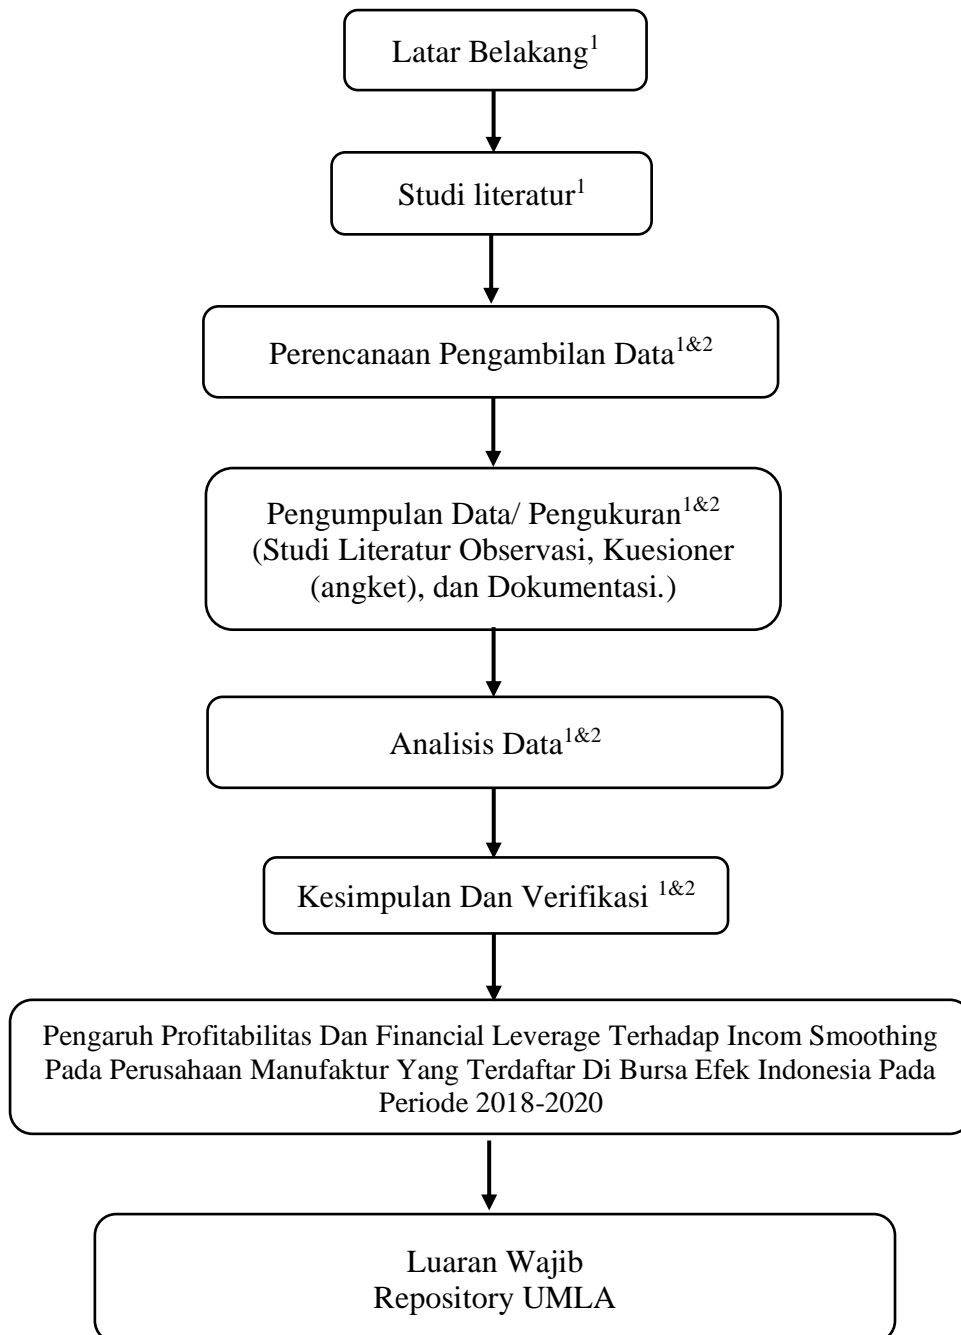 Latar Belakang1
Studi literatur1
Perencanaan Pengambilan Data1&2
Pengumpulan Data/ Pengukuran1&2
(Studi Literatur Observasi, Kuesioner
(angket), dan Dokumentasi.)
Analisis Data1&2
Kesimpulan Dan Verifikasi 1&2
Pengaruh Profitabilitas Dan Financial Leverage Terhadap Incom Smoothing
Pada Perusahaan Manufaktur Yang Terdaftar Di Bursa Efek Indonesia Pada
Periode 2018-2020
Luaran Wajib
Repository UMLA